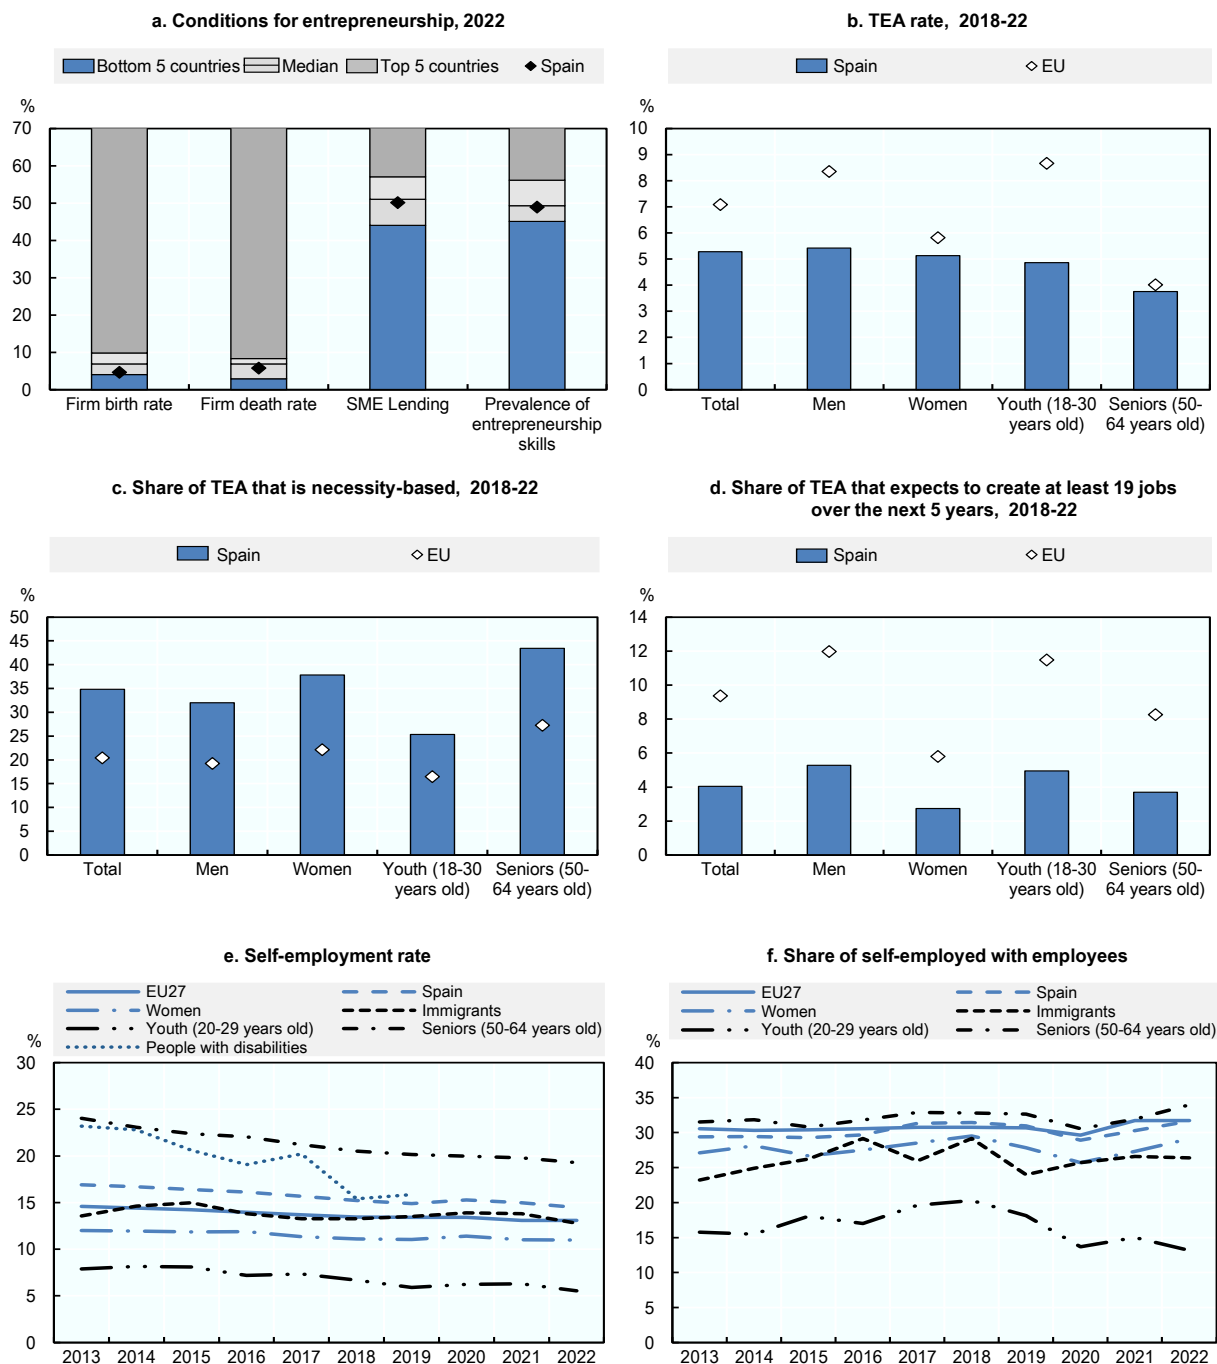 a. Conditions for entrepreneurship, 2022
Bottom 5 countries Median Top 5 countries Spain
%
70
60
50
40
30
20
10
0
Firm birth rate Firm death rate SME Lending Prevalence of
entrepreneurship
skills
b. TEA rate, 2018-22
Spain EU
%
10
9
8
7
6
5
4
3
2
1
0
Total Men Women Youth (18-30 Seniors (50-
years old) 64 years old)
c. Share of TEA that is necessity-based, 2018-22
Spain EU
%
50
45
40
35
30
25
20
15
10
5
0
Total Men Women Youth (18-30 Seniors (50-
years old) 64 years old)
d. Share of TEA that expects to create at least 19 jobs
over the next 5 years, 2018-22
Spain EU
%
14
12
10
8
6
4
2
0
Total Men Women Youth (18-30 Seniors (50-
years old) 64 years old)
e. Self-employment rate
EU27 Spain
Women Immigrants
Youth (20-29 years old) Seniors (50-64 years old)
People with disabilities
%
30
25
20
15
10
5
0
2013 2014 2015 2016 2017 2018 2019 2020 2021 2022
f. Share of self-employed with employees
EU27 Spain
Women Immigrants
Youth (20-29 years old) Seniors (50-64 years old)
%
40
35
30
25
20
15
10
5
0
2013 2014 2015 2016 2017 2018 2019 2020 2021 2022